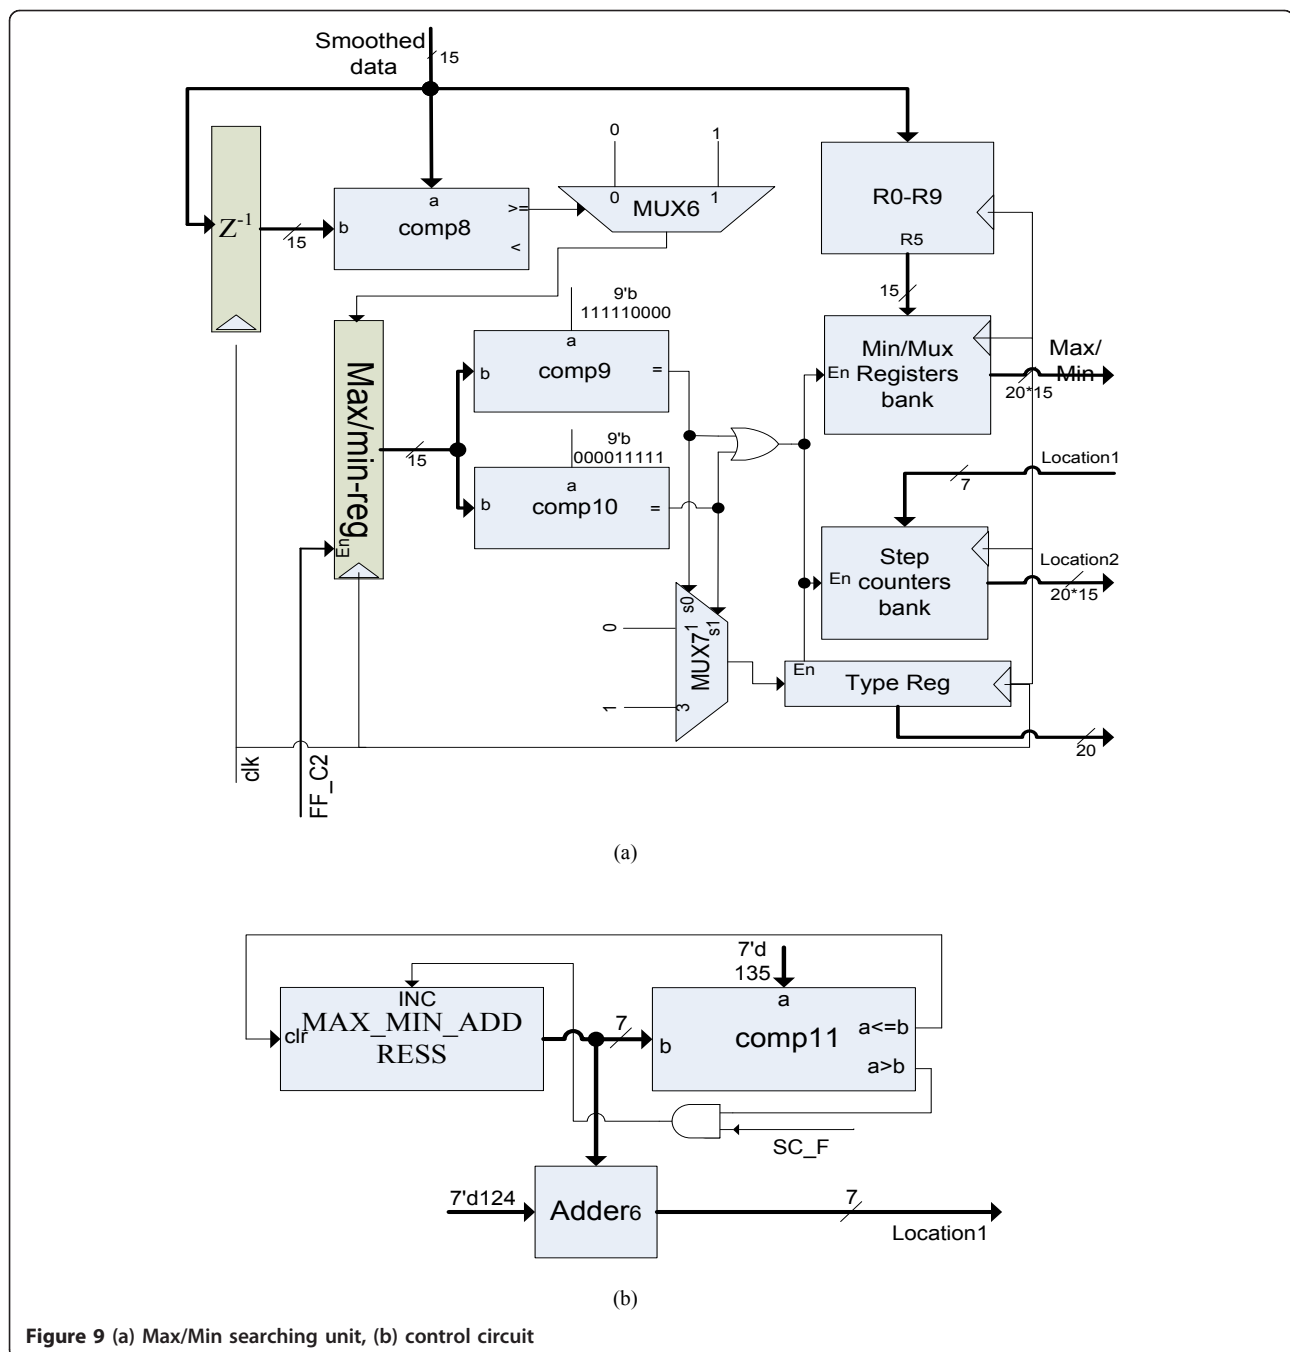 Smoothed
data
15
0
1
0
1
MUX6
Z-1
15
a
b
comp8
>=
<
R0-R9
R5
15
9'b
111110000
a
b
comp9
=
Max/min-reg
En
15
9'b
000011111
a
b
comp10
=
Min/Mux
Registers
bank
En
Max/
Min
20*15
Location1
7
Step
counters
bank
En
Location2
20*15
s0
s1
0
1
MUX7
1
3
En
Type Reg
20
clk
FF_C2
(a)
7'd
135
INC
MAX_MIN_ADD
RESS
clr
7
a
b
comp11
a<=b
a>b
SC_F
7'd124
Adder6
7
Location1
(b)
Figure 9 (a) Max/Min searching unit, (b) control circuit